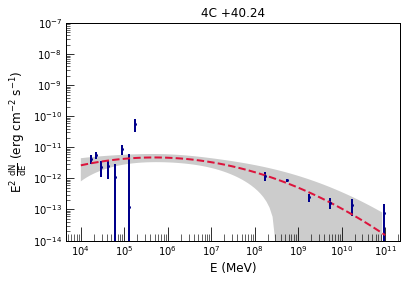 4C +40.24
10⁻⁷
10⁻⁸
10⁻⁹
10⁻¹⁰
10⁻¹¹
10⁻¹²
10⁻¹³
10⁻¹⁴
E² dN/dE (erg cm⁻² s⁻¹)
10⁴ 10⁵ 10⁶ 10⁷ 10⁸ 10⁹ 10¹⁰ 10¹¹
E (MeV)